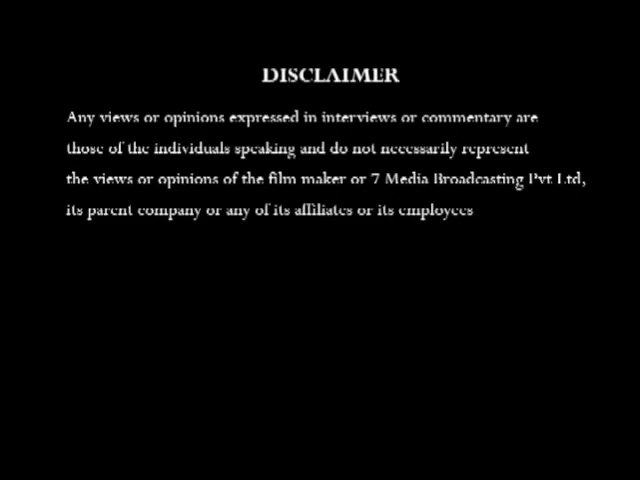 DISCLAIMER
Any views or opinions expressed in interviews or commentary are
those of the individuals speaking and do not necessarily represent
the views or opinions of the film maker or 7 Media Broadcasting Pvt Ltd,
its parent company or any of its affiliates or its employees